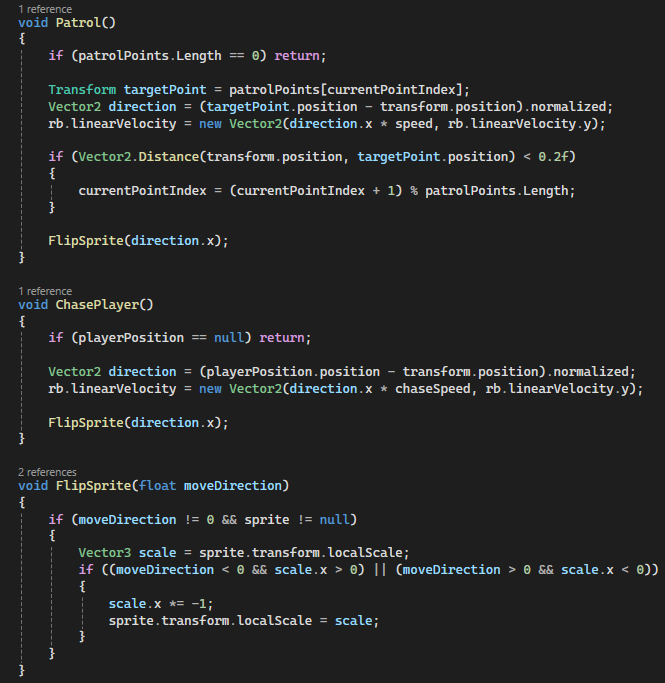 1 reference
void Patrol()
{
if (patrolPoints.Length == 0) return;
Transform targetPoint = patrolPoints[currentPointIndex];
Vector2 direction = (targetPoint.position - transform.position).normalized;
rb.linearVelocity = new Vector2(direction.x * speed, rb.linearVelocity.y);
if (Vector2.Distance(transform.position, targetPoint.position) < 0.2f)
{
currentPointIndex = (currentPointIndex + 1) % patrolPoints.Length;
}
FlipSprite(direction.x);
}
1 reference
void ChasePlayer()
{
if (playerPosition == null) return;
Vector2 direction = (playerPosition.position - transform.position).normalized;
rb.linearVelocity = new Vector2(direction.x * chaseSpeed, rb.linearVelocity.y);
FlipSprite(direction.x);
}
2 references
void FlipSprite(float moveDirection)
{
if (moveDirection != 0 && sprite != null)
{
Vector3 scale = sprite.transform.localScale;
if ((moveDirection < 0 && scale.x > 0) || (moveDirection > 0 && scale.x < 0))
{
scale.x *= -1;
sprite.transform.localScale = scale;
}
}
}